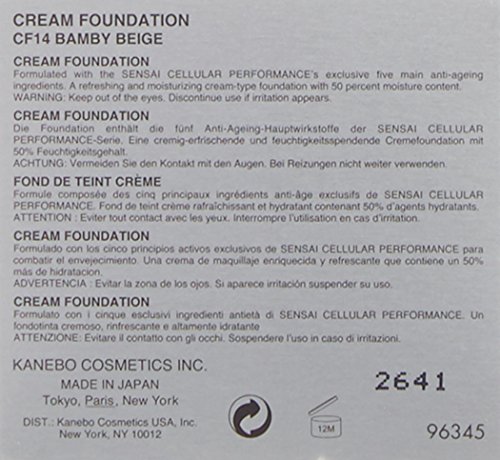 CREAM FOUNDATION
CF14 BAMBY BEIGE
CREAM FOUNDATION
Formulated with the SENSAI CELLULAR PERFORMANCE's exclusive five main anti-ageing
ingredients. A refreshing and moisturizing cream-type foundation with 50 percent moisture content.
WARNING: Keep out of the eyes. Discontinue use if irritation appears.
CREAM FOUNDATION
Die Foundation enthält die fünf Anti-Ageing-Hauptwirkstoffe der SENSAI CELLULAR
PERFORMANCE-Serie. Eine cremig-erfrischende und feuchtigkeitsspendende Cremefoundation mit
50% Feuchtigkeitsgehalt.
ACHTUNG: Vermeiden Sie den Kontakt mit den Augen. Bei Reizungen nicht weiter verwenden.
FOND DE TEINT CRÈME
Formule composée des cinq principaux ingrédients anti-âge exclusifs de SENSAI CELLULAR
PERFORMANCE. Fond de teint crème rafraîchissant et hydratant contenant 50% d'agents hydratants.
ATTENTION : Eviter tout contact avec les yeux. Interrompre l'utilisation en cas d'irritation.
CREAM FOUNDATION
Formulado con los cinco principios activos exclusivos de SENSAI CELLULAR PERFORMANCE para
combatir el envejecimiento. Una crema de maquillaje enriquecida y refrescante que contiene un 50%
más de hidratacion.
ADVERTENCIA : Evitar la zona de los ojos. Si aparece irritación suspender su uso.
CREAM FOUNDATION
Formulato con i cinque esclusivi ingredienti antietà di SENSAI CELLULAR PERFORMANCE. Un
fondotinta cremoso, rinfrescante e altamente idratante
ATTENZIONE: Evitare il contatto con gli occhi. Sospendere l'uso in caso di irritazioni.
KANEBO COSMETICS INC.
MADE IN JAPAN
Tokyo, Paris, New York
DIST.: Kanebo Cosmetics USA, Inc.
New York, NY 10012
2641
12M
96345